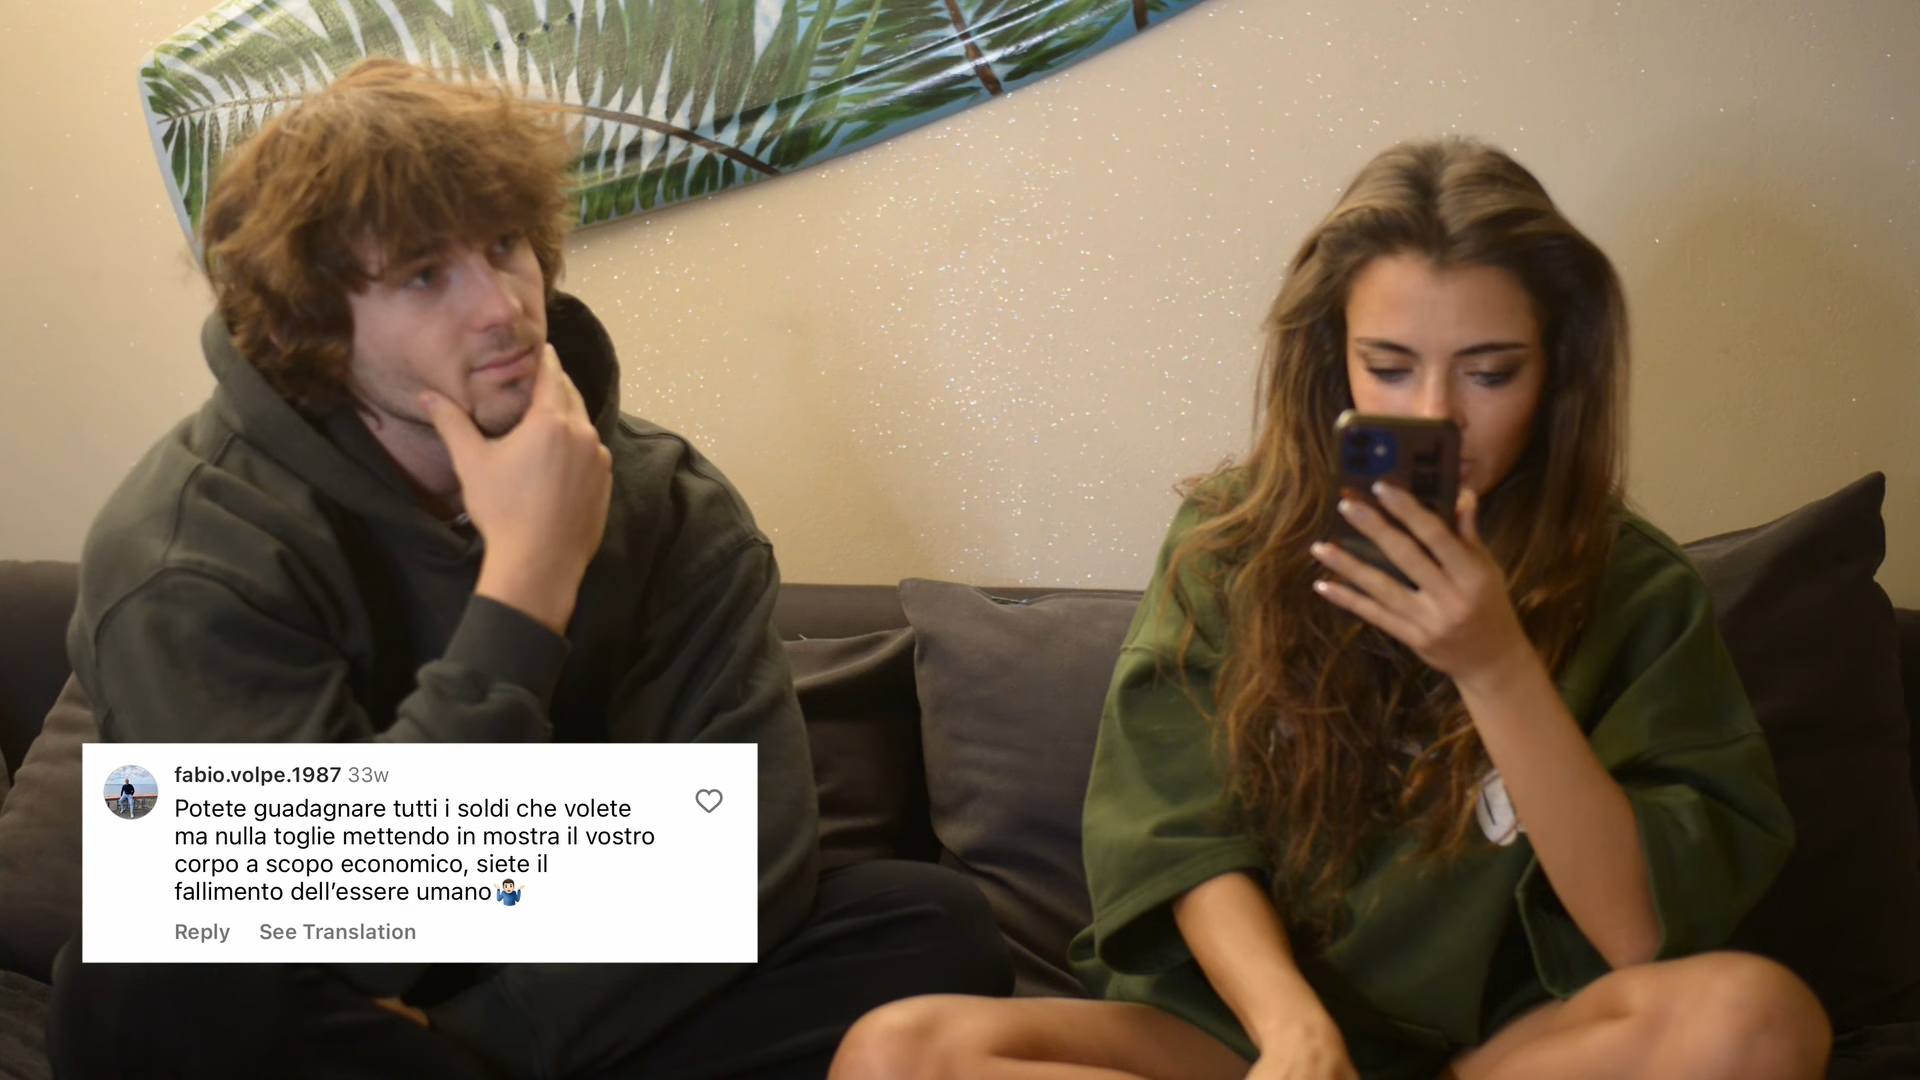 fabio.volpe.1987 33w
Potete guadagnare tutti i soldi che volete
ma nulla toglie mettendo in mostra il vostro
corpo a scopo economico, siete il
fallimento dell’essere umano🤷🏻‍♂️
Reply See Translation